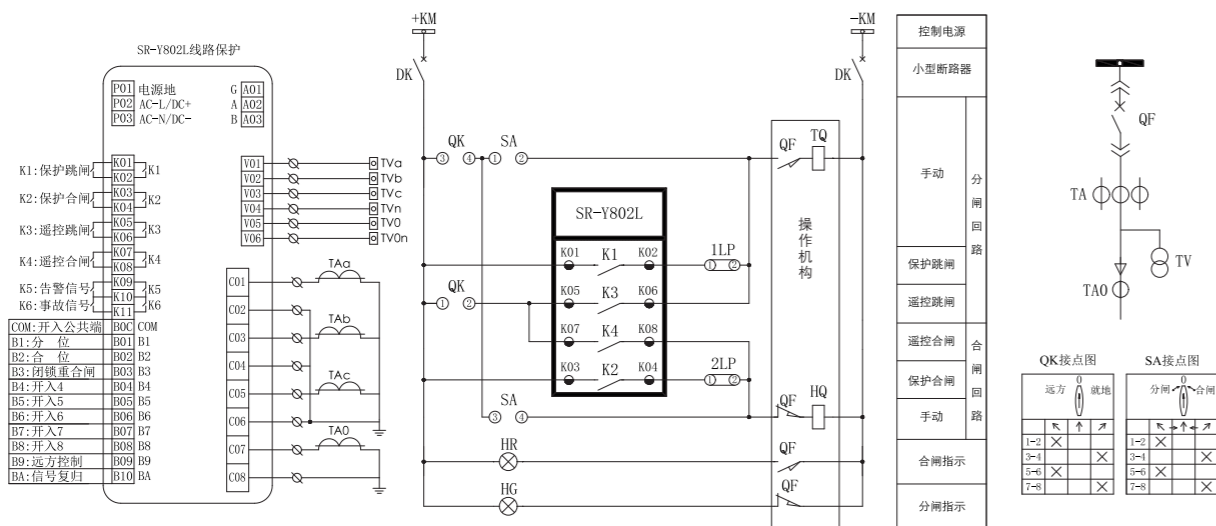 SR-Y802L线路保护
P01 电源地 G A01
P02 AC-L/DC+ A A02
P03 AC-N/DC- B A03
K1:保护跳闸 K01 K02 K1
K2:保护合闸 K03 K04 K2
K3:遥控跳闸 K05 K06 K3
K4:遥控合闸 K07 K08 K4
K5:告警信号 K09 K10 K5
K6:事故信号 K11 K6
COM:开入公共端 B0C COM
B1:分 位 B01 B1
B2:合 位 B02 B2
B3:闭锁重合闸 B03 B3
B4:开入4 B04 B4
B5:开入5 B05 B5
B6:开入6 B06 B6
B7:开入7 B07 B7
B8:开入8 B08 B8
B9:远方控制 B09 B9
BA:信号复归 B10 BA
V01 TVa
V02 TVb
V03 TVc
V04 TVn
V05 TV0
V06 TV0n
C01 TAa
C02
C03 TAb
C04
C05 TAc
C06
C07 TA0
C08
+KM -KM
DK DK
QK SA QF TQ
3 4 1 2
SR-Y802L
K01 K1 K02 1LP
1 2
QK
1 2
K05 K3 K06
K07 K4 K08
K03 K2 K04 2LP
1 2
SA QF HQ
3 4
HR QF
HG QF
操作机构
控制电源
小型断路器
手动
保护跳闸
遥控跳闸
分闸回路
遥控合闸
保护合闸
手动
合闸回路
合闸指示
分闸指示
QF
TA
TV
TA0
QK接点图
0
远方 就地
1-2
3-4
5-6
7-8
SA接点图
0
分闸 合闸
1-2
3-4
5-6
7-8